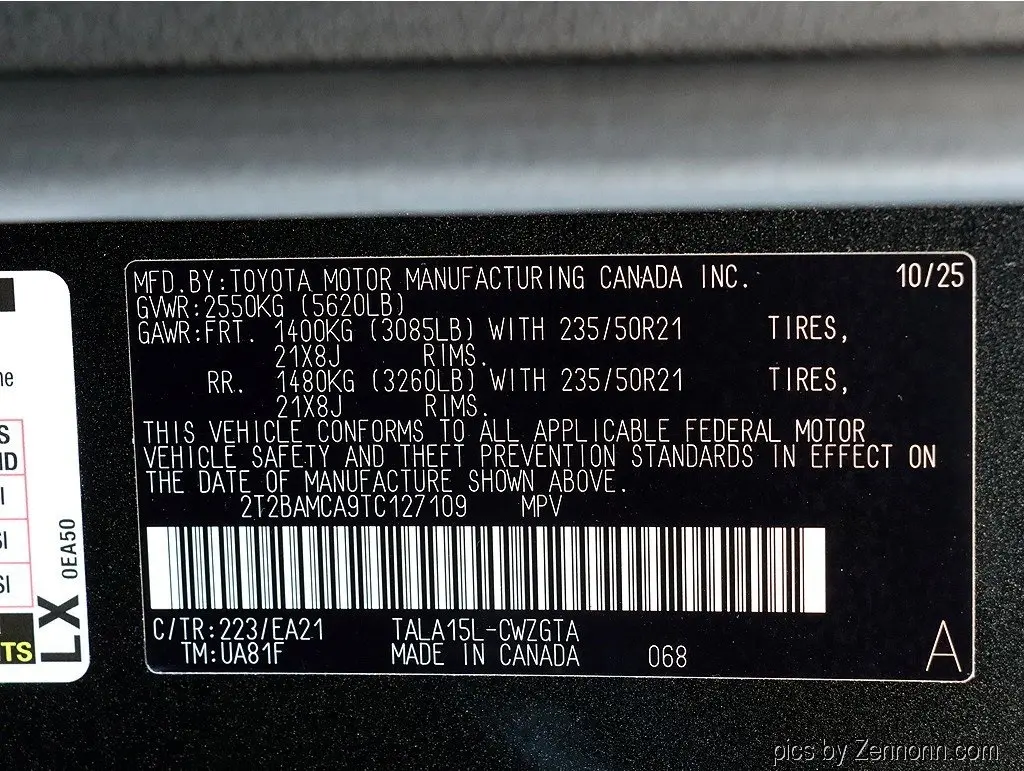 MFD.BY:TOYOTA MOTOR MANUFACTURING CANADA INC. 10/25
GVWR:2550KG (5620LB)
GAWR:FRT. 1400KG (3085LB) WITH 235/50R21 TIRES,
21X8J RIMS.
RR. 1480KG (3260LB) WITH 235/50R21 TIRES,
21X8J RIMS.
THIS VEHICLE CONFORMS TO ALL APPLICABLE FEDERAL MOTOR
VEHICLE SAFETY AND THEFT PREVENTION STANDARDS IN EFFECT ON
THE DATE OF MANUFACTURE SHOWN ABOVE.
2T2BAMCA9TC127109 MPV
C/TR:223/EA21 TALA15L-CWZGTA
TM:UA81F MADE IN CANADA 068 A
LX 0EA50
pics by Zennonn.com